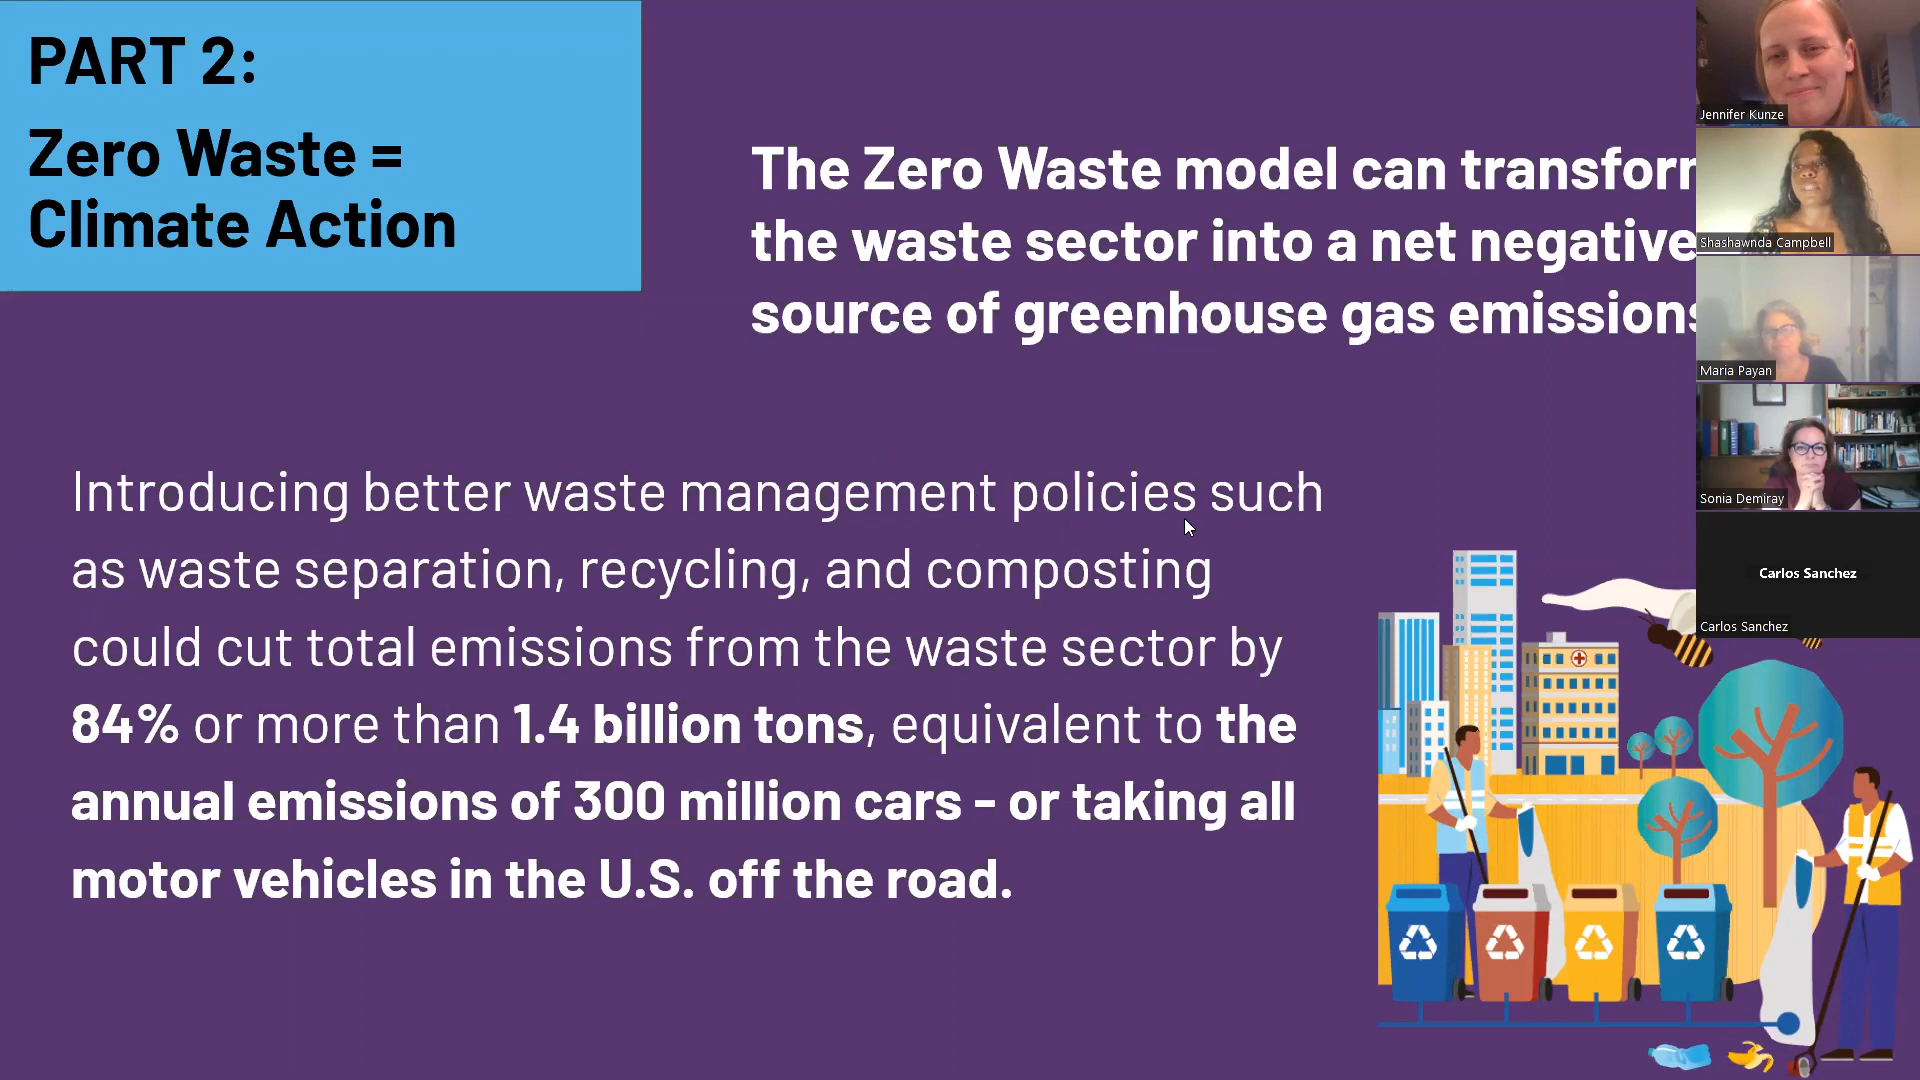 PART 2:
Zero Waste =
Climate Action
The Zero Waste model can transfor
the waste sector into a net negative
source of greenhouse gas emissions
Introducing better waste management policies such
as waste separation, recycling, and composting
could cut total emissions from the waste sector by
84% or more than 1.4 billion tons, equivalent to the
annual emissions of 300 million cars - or taking all
motor vehicles in the U.S. off the road.
Jennifer Kunze
Shashawnda Campbell
Maria Payan
Sonia Demiray
Carlos Sanchez
Carlos Sanchez